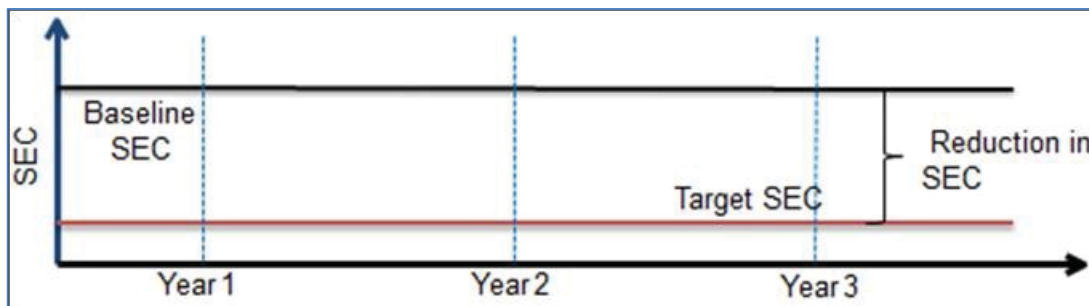 SEC
Baseline
SEC
Target SEC
Reduction in
SEC
Year 1
Year 2
Year 3